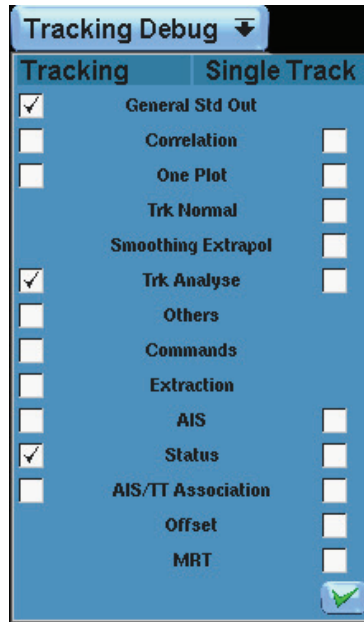 Tracking Debug
Tracking Single Track
General Std Out
Correlation
One Plot
Trk Normal
Smoothing Extrapol
Trk Analyse
Others
Commands
Extraction
AIS
Status
AIS/TT Association
Offset
MRT